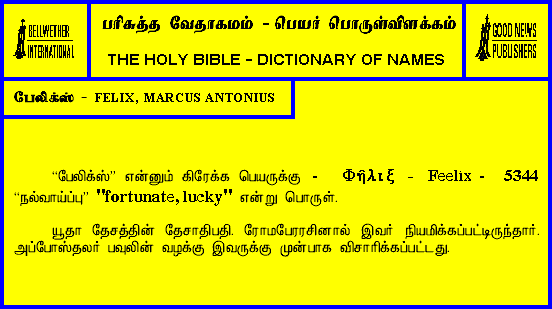 BELLWETHER
INTERNATIONAL
பரிசுத்த வேதாகமம் - பெயர் பொருள்விளக்கம்
THE HOLY BIBLE - DICTIONARY OF NAMES
GOOD NEWS
PUBLISHERS
பேலிக்ஸ் - FELIX, MARCUS ANTONIUS
“பேலிக்ஸ்” என்னும் கிரேக்க பெயருக்கு - Φῆλιξ - Feelix - 5344
“நல்வாய்ப்பு” "fortunate, lucky" என்று பொருள்.
யூதா தேசத்தின் தேசாதிபதி. ரோமபேரரசினால் இவர் நியமிக்கப்பட்டிருந்தார்.
அப்போஸ்தலர் பவுலின் வழக்கு இவருக்கு முன்பாக விசாரிக்கப்பட்டது.